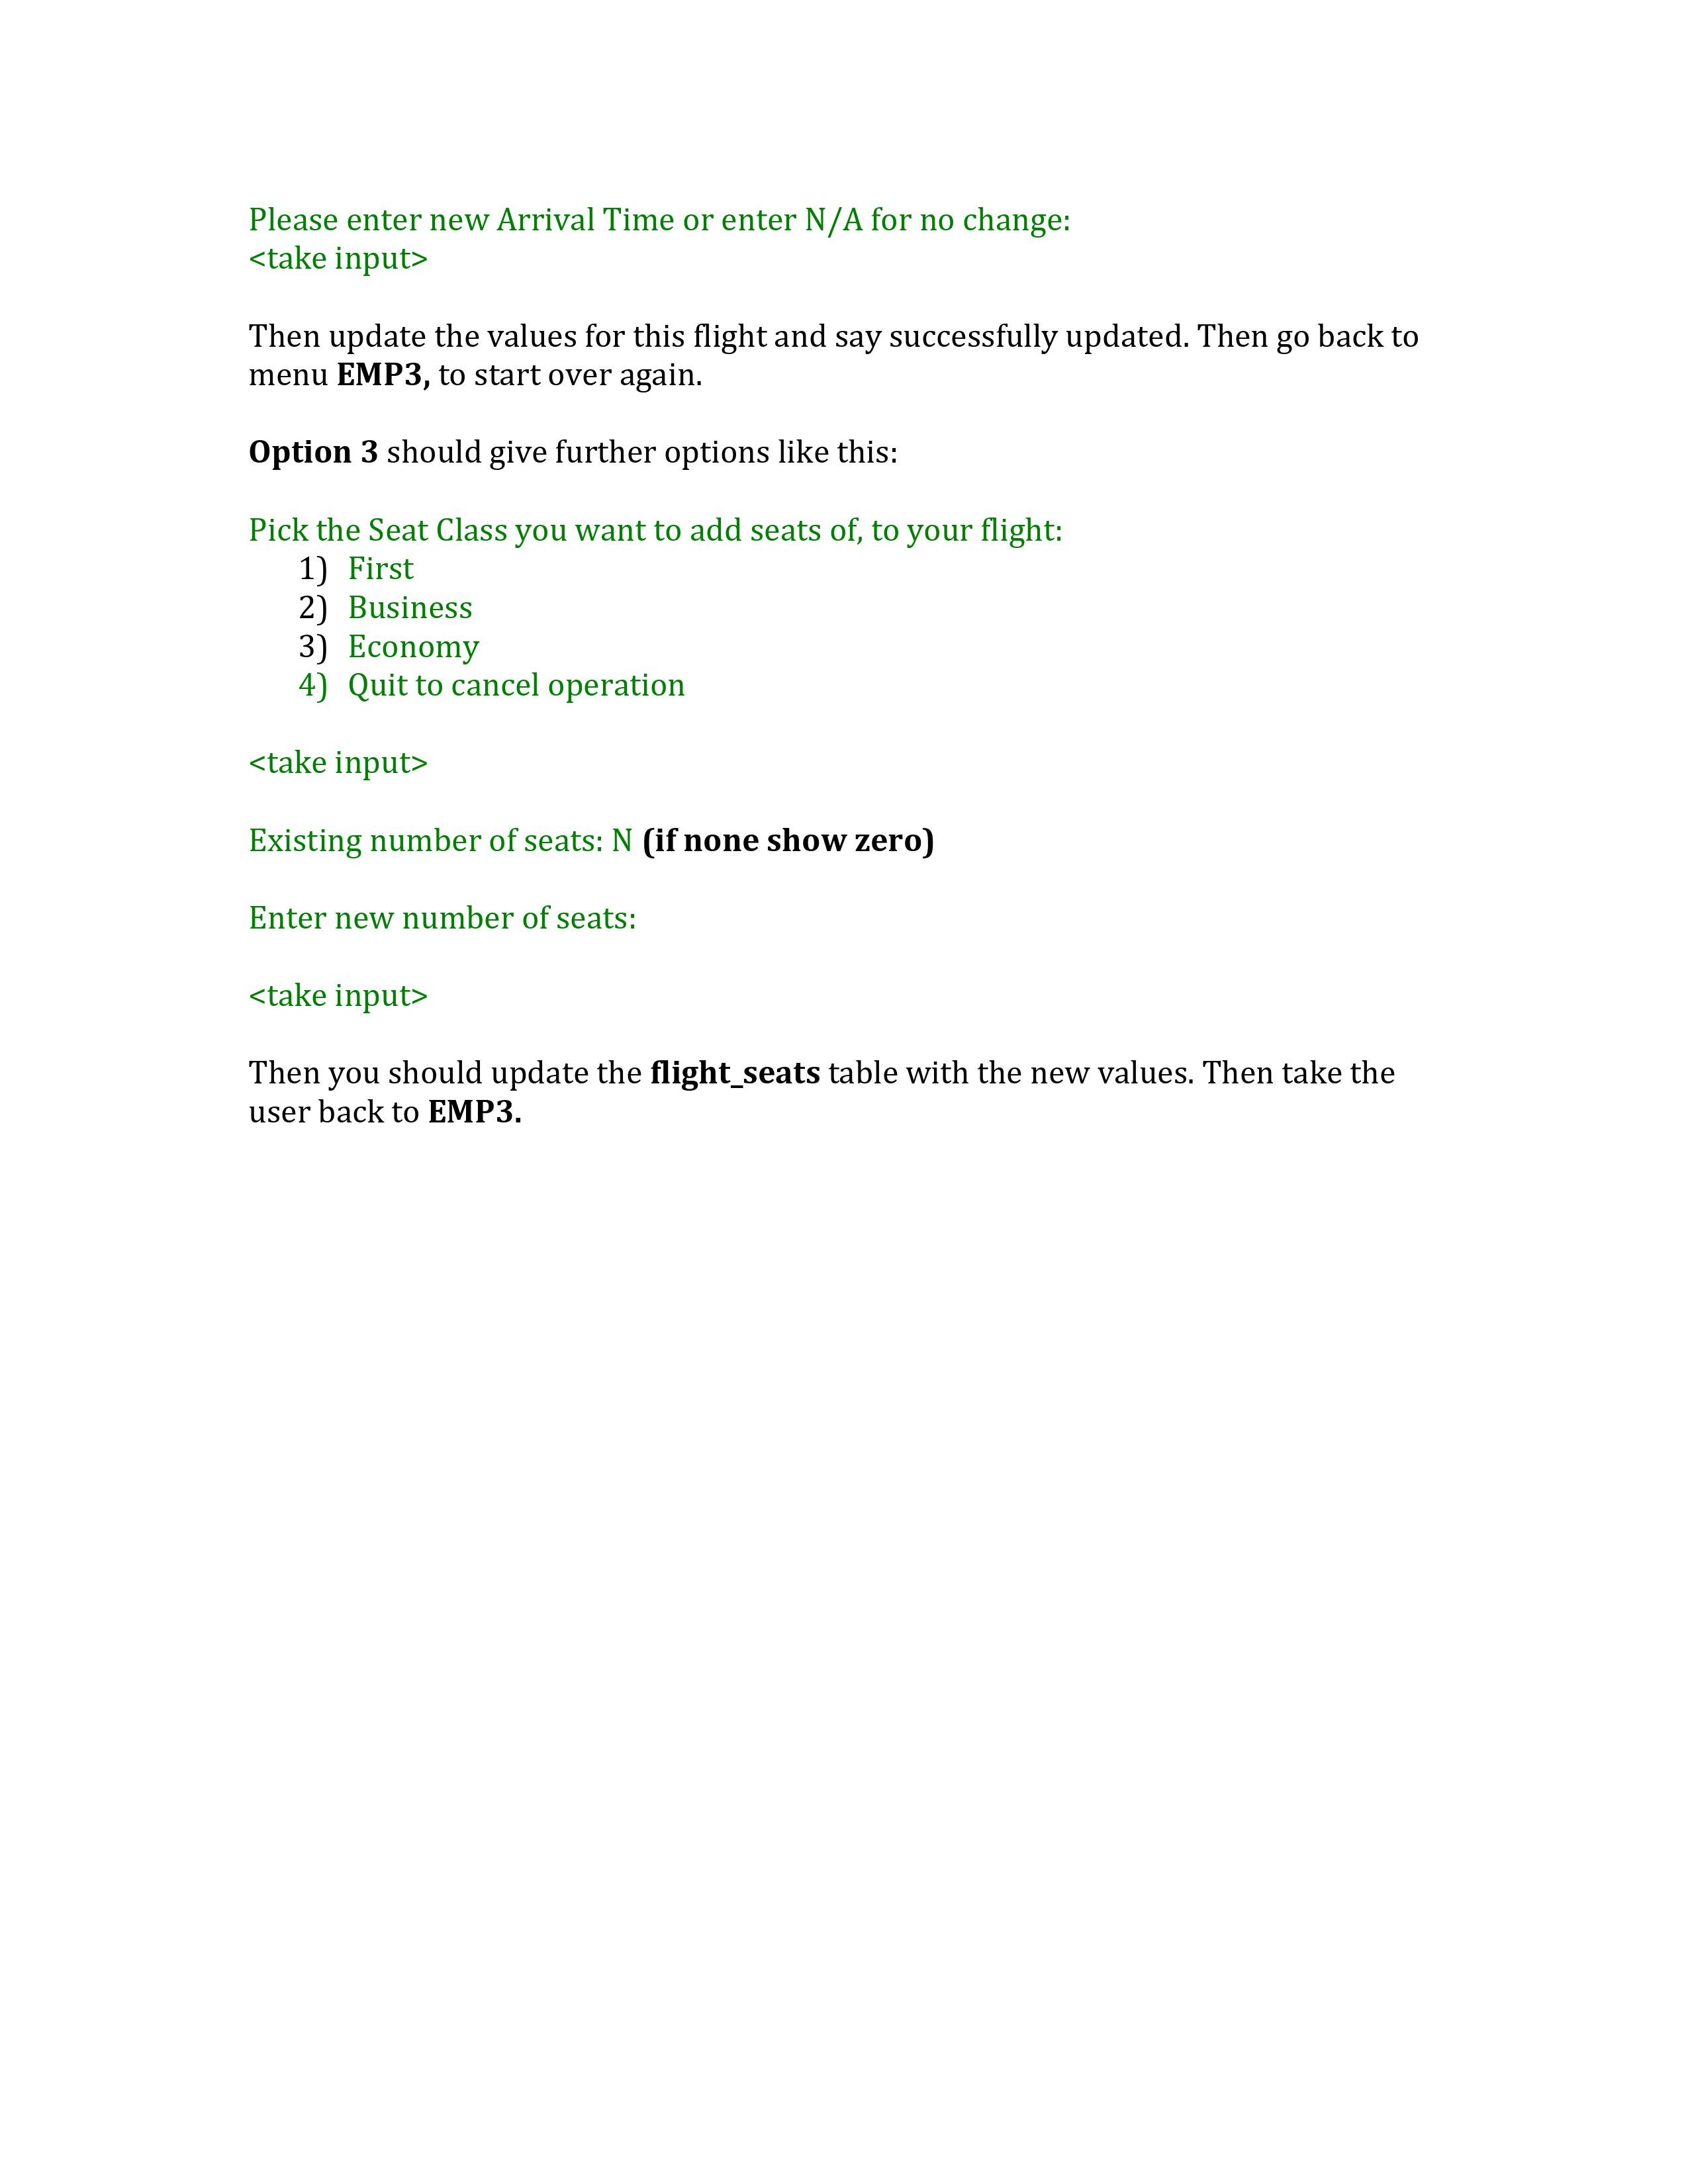 Please enter new Arrival Time or enter N/A for no change:
<take input>
Then update the values for this flight and say successfully updated. Then go back to
menu EMP3, to start over again.
Option 3 should give further options like this:
Pick the Seat Class you want to add seats of, to your flight:
1) First
2) Business
3) Economy
4) Quit to cancel operation
<take input>
Existing number of seats: N (if none show zero)
Enter new number of seats:
<take input>
Then you should update the flight_seats table with the new values. Then take the
user back to EMP3.